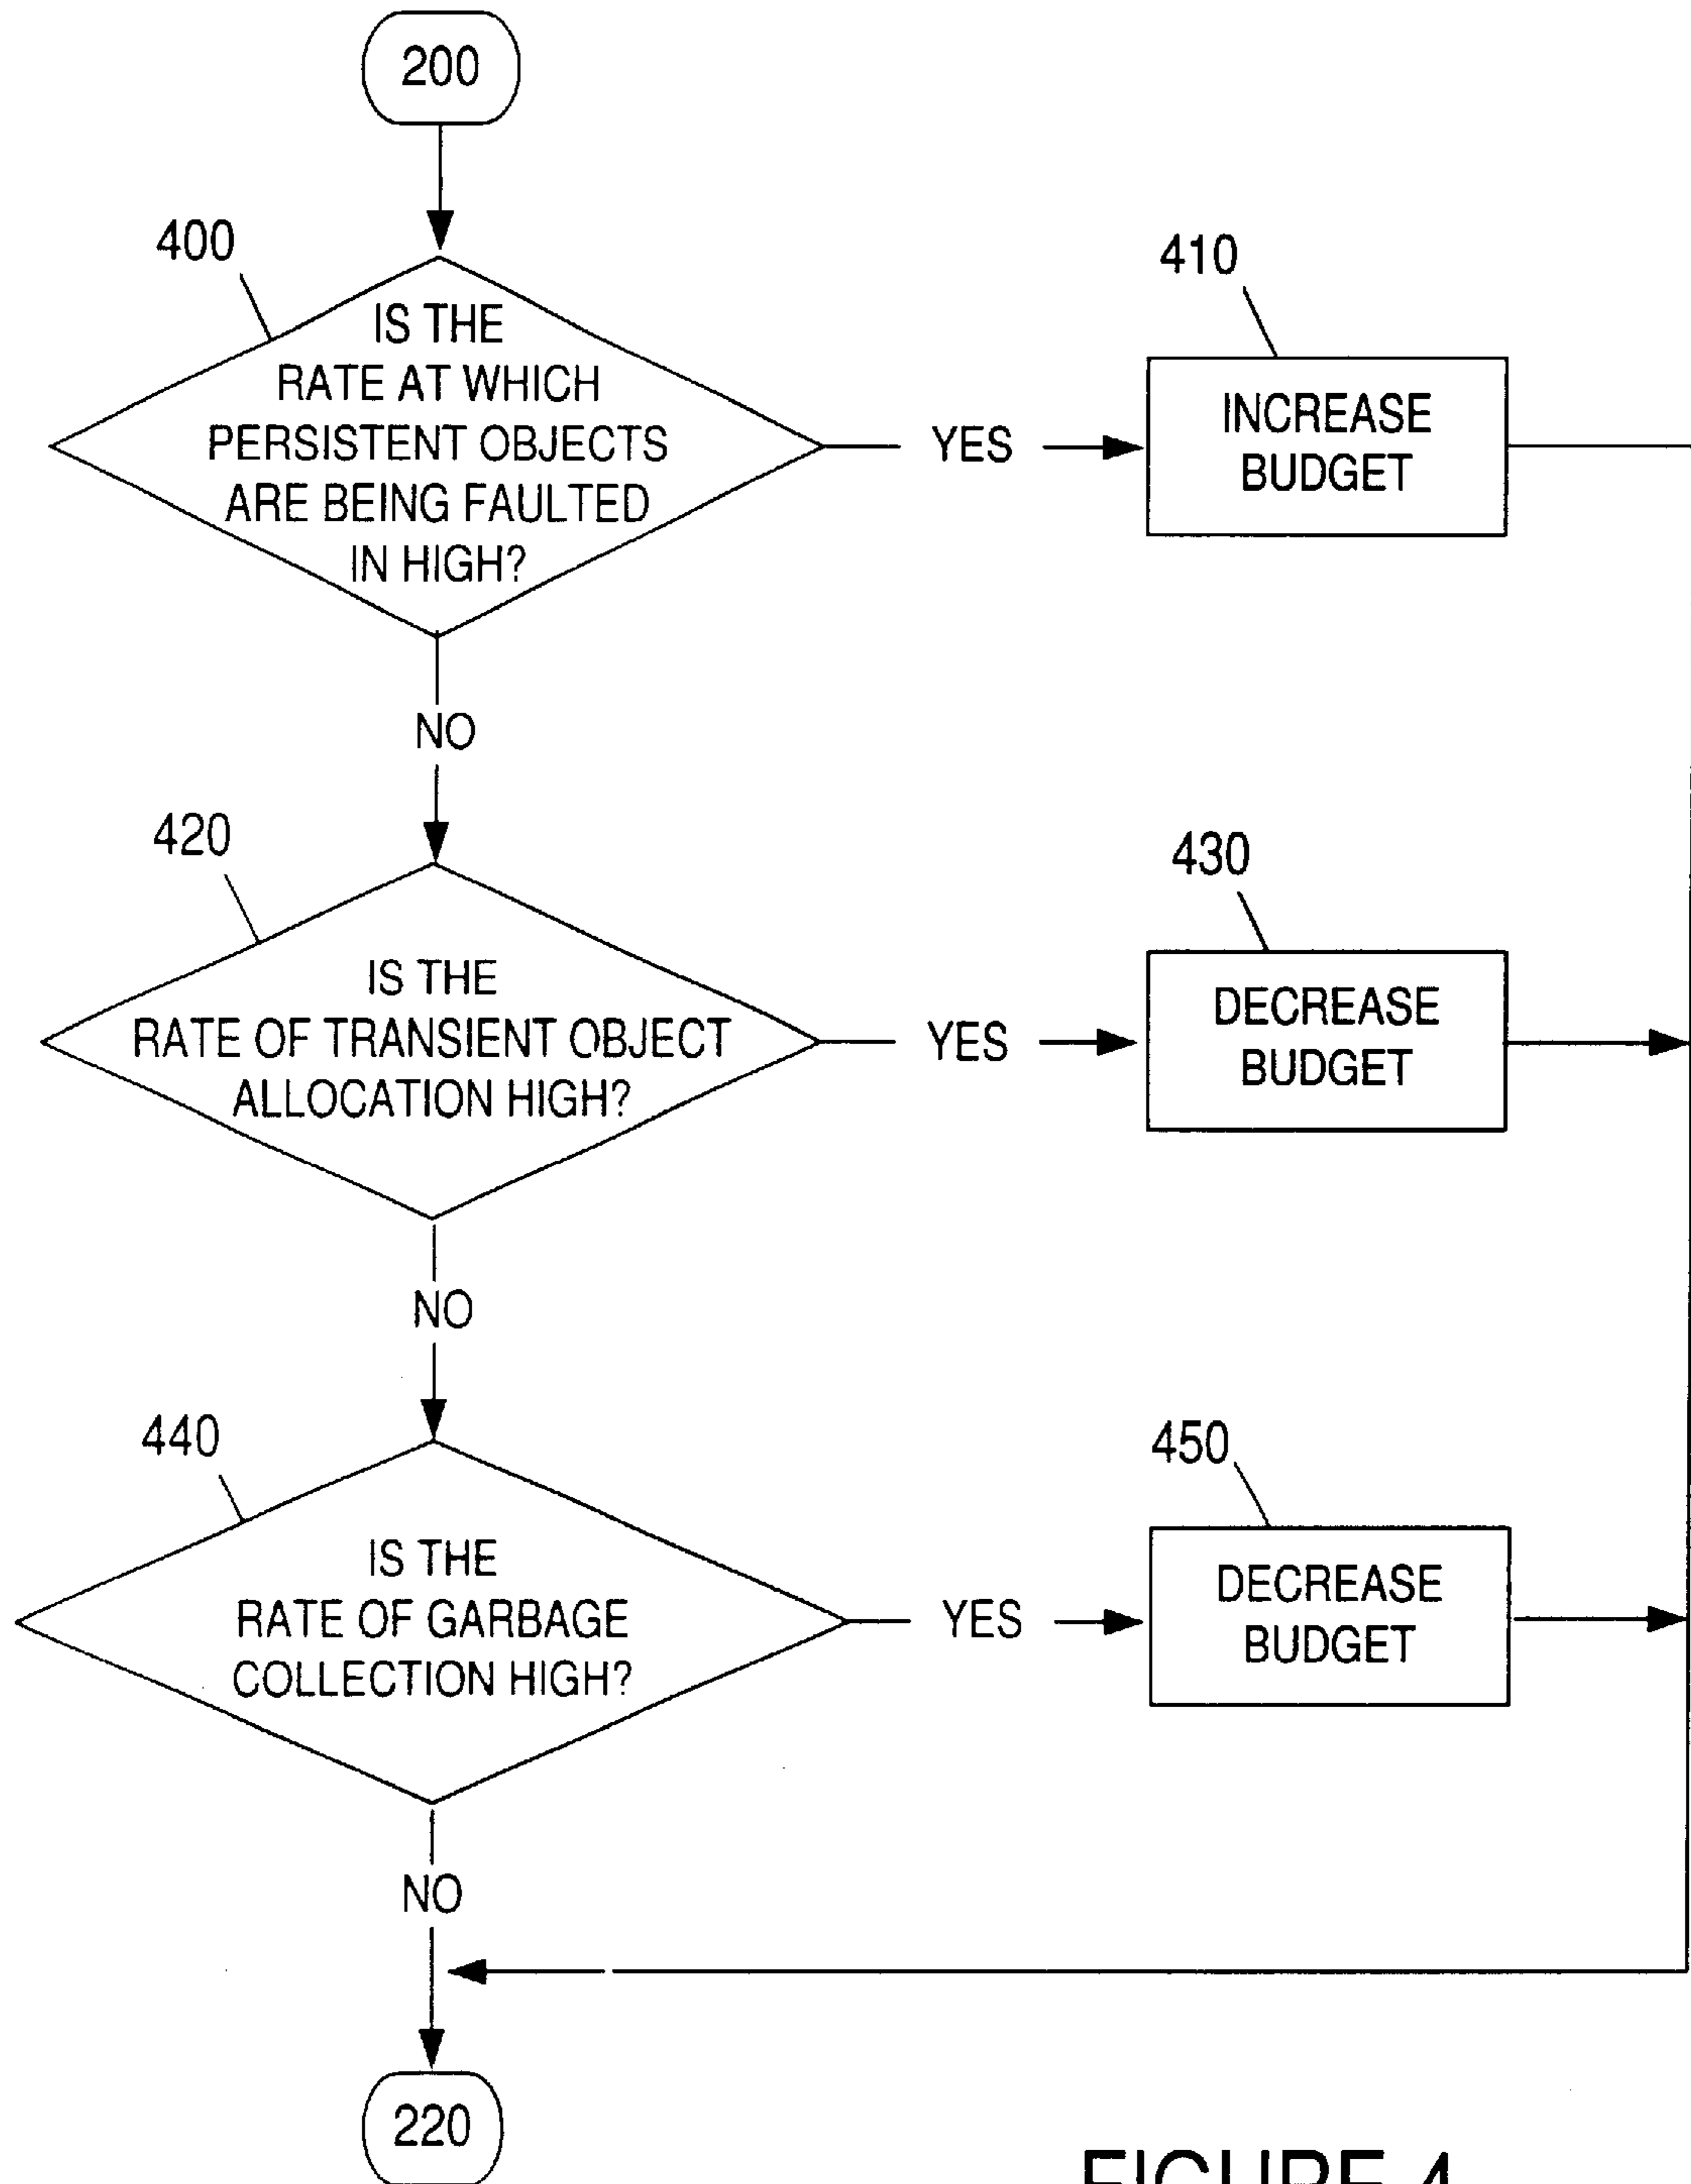 200
400
IS THE
RATE AT WHICH
PERSISTENT OBJECTS
ARE BEING FAULTED
IN HIGH?
YES
410
INCREASE
BUDGET
NO
420
IS THE
RATE OF TRANSIENT OBJECT
ALLOCATION HIGH?
YES
430
DECREASE
BUDGET
NO
440
IS THE
RATE OF GARBAGE
COLLECTION HIGH?
YES
450
DECREASE
BUDGET
NO
220
FIGURE 4